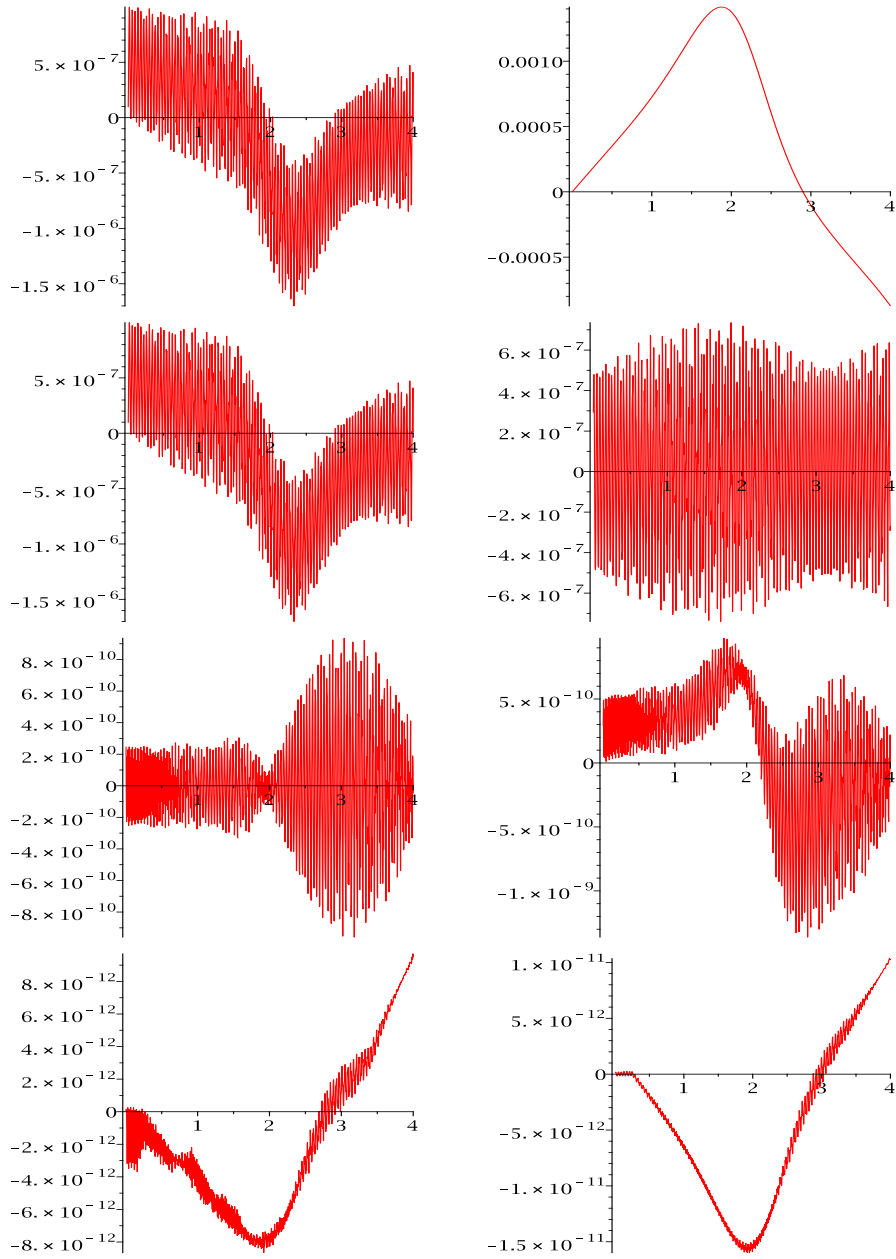 5. × 10 -7
0
-5. × 10 -7
-1. × 10 -6
-1.5 × 10 -6
1 2 3 4
0.0010
0.0005
0
-0.0005
1 2 3 4
5. × 10 -7
0
-5. × 10 -7
-1. × 10 -6
-1.5 × 10 -6
1 2 3 4
6. × 10 -7
4. × 10 -7
2. × 10 -7
0
-2. × 10 -7
-4. × 10 -7
-6. × 10 -7
1 2 3 4
8. × 10 -10
6. × 10 -10
4. × 10 -10
2. × 10 -10
0
-2. × 10 -10
-4. × 10 -10
-6. × 10 -10
-8. × 10 -10
1 2 3 4
5. × 10 -10
0
-5. × 10 -10
-1. × 10 -9
1 2 3 4
8. × 10 -12
6. × 10 -12
4. × 10 -12
2. × 10 -12
0
-2. × 10 -12
-4. × 10 -12
-6. × 10 -12
-8. × 10 -12
1 2 3 4
1. × 10 -11
5. × 10 -12
0
-5. × 10 -12
-1. × 10 -11
-1.5 × 10 -11
1 2 3 4